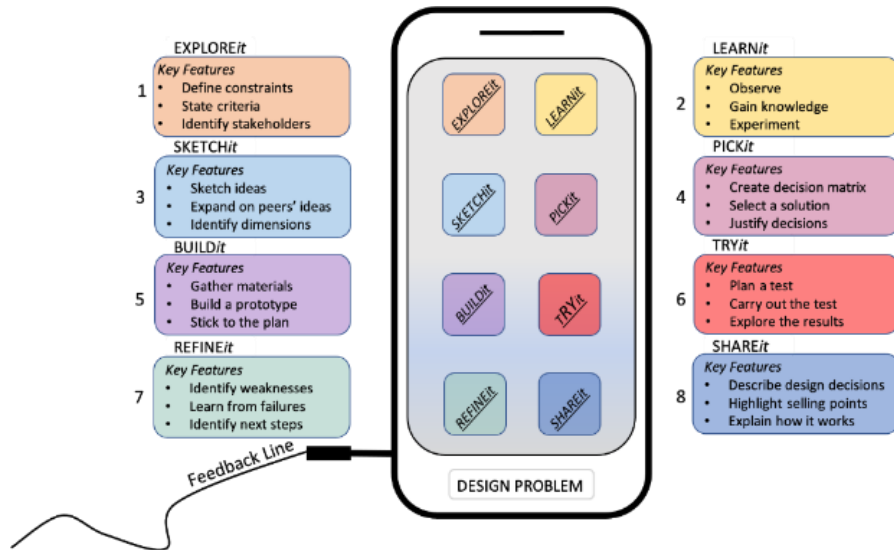 EXPLOREit
Key Features
1
• Define constraints
• State criteria
• Identify stakeholders
LEARNit
Key Features
2
• Observe
• Gain knowledge
• Experiment
SKETCHit
Key Features
3
• Sketch ideas
• Expand on peers' ideas
• Identify dimensions
PICKit
Key Features
4
• Create decision matrix
• Select a solution
• Justify decisions
BUILDit
Key Features
5
• Gather materials
• Build a prototype
• Stick to the plan
TRYit
Key Features
6
• Plan a test
• Carry out the test
• Explore the results
REFINEit
Key Features
7
• Identify weaknesses
• Learn from failures
• Identify next steps
SHAREit
Key Features
8
• Describe design decisions
• Highlight selling points
• Explain how it works
EXPLOREit
LEARNit
SKETCHit
PICKit
BUILDit
TRYit
REFINEit
SHAREit
Feedback Line
DESIGN PROBLEM